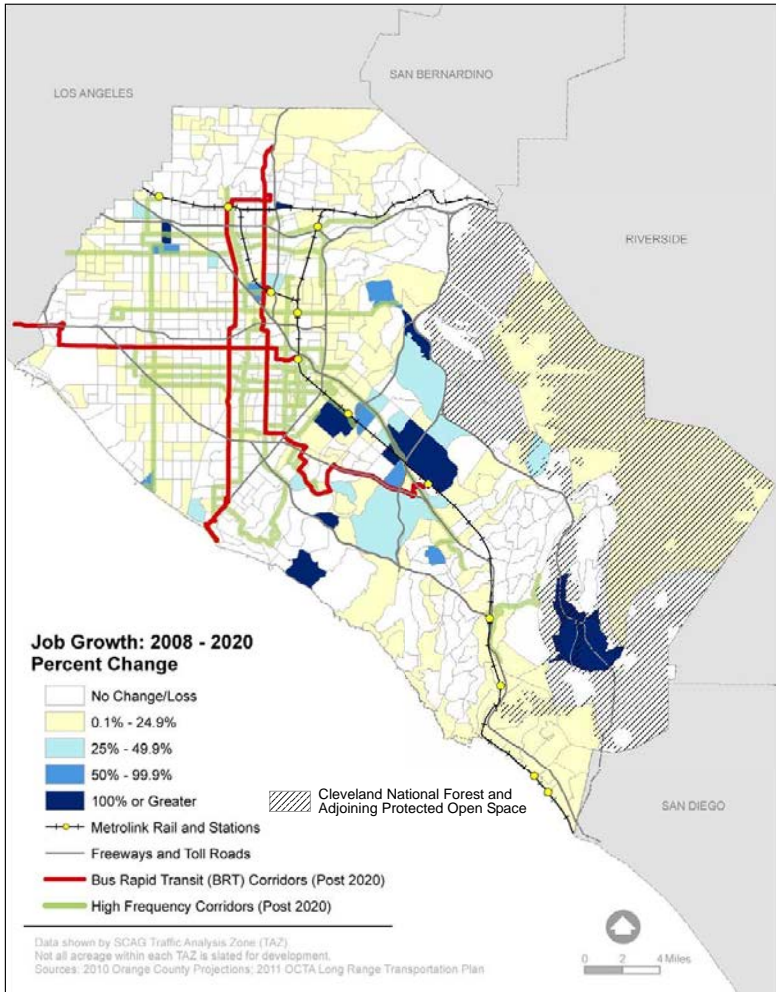 SAN BERNARDINO
LOS ANGELES
RIVERSIDE
Job Growth: 2008 - 2020
Percent Change
No Change/Loss
0.1% - 24.9%
25% - 49.9%
50% - 99.9%
100% or Greater
Cleveland National Forest and
Adjoining Protected Open Space
Metrolink Rail and Stations
Freeways and Toll Roads
Bus Rapid Transit (BRT) Corridors (Post 2020)
High Frequency Corridors (Post 2020)
SAN DIEGO
Data shown by SCAG Traffic Analysis Zone (TAZ)
Not all acreage within each TAZ is slated for development.
Sources: 2010 Orange County Projections; 2011 OCTA Long Range Transportation Plan
0 2 4 Miles